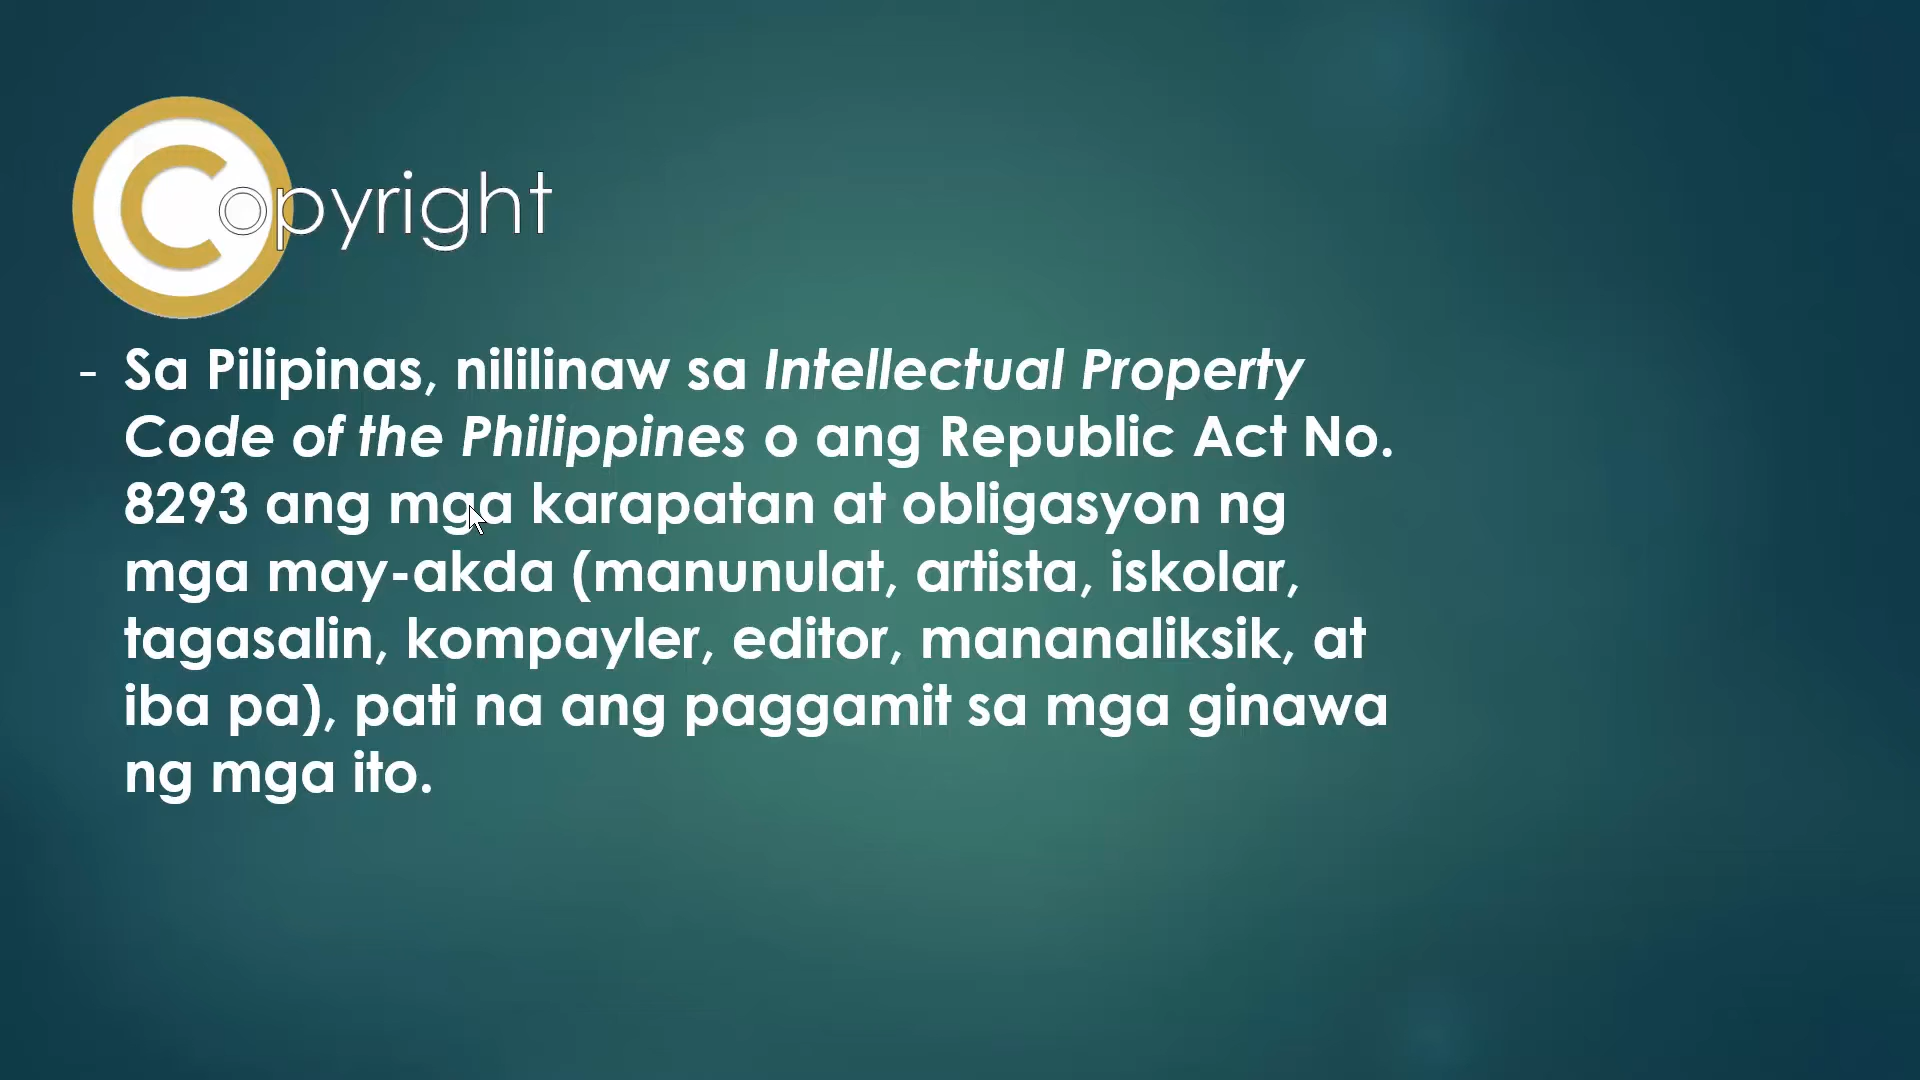 Copyright
- Sa Pilipinas, nililinaw sa Intellectual Property
Code of the Philippines o ang Republic Act No.
8293 ang mga karapatan at obligasyon ng
mga may-akda (manunulat, artista, iskolar,
tagasalin, kompayler, editor, mananaliksik, at
iba pa), pati na ang paggamit sa mga ginawa
ng mga ito.